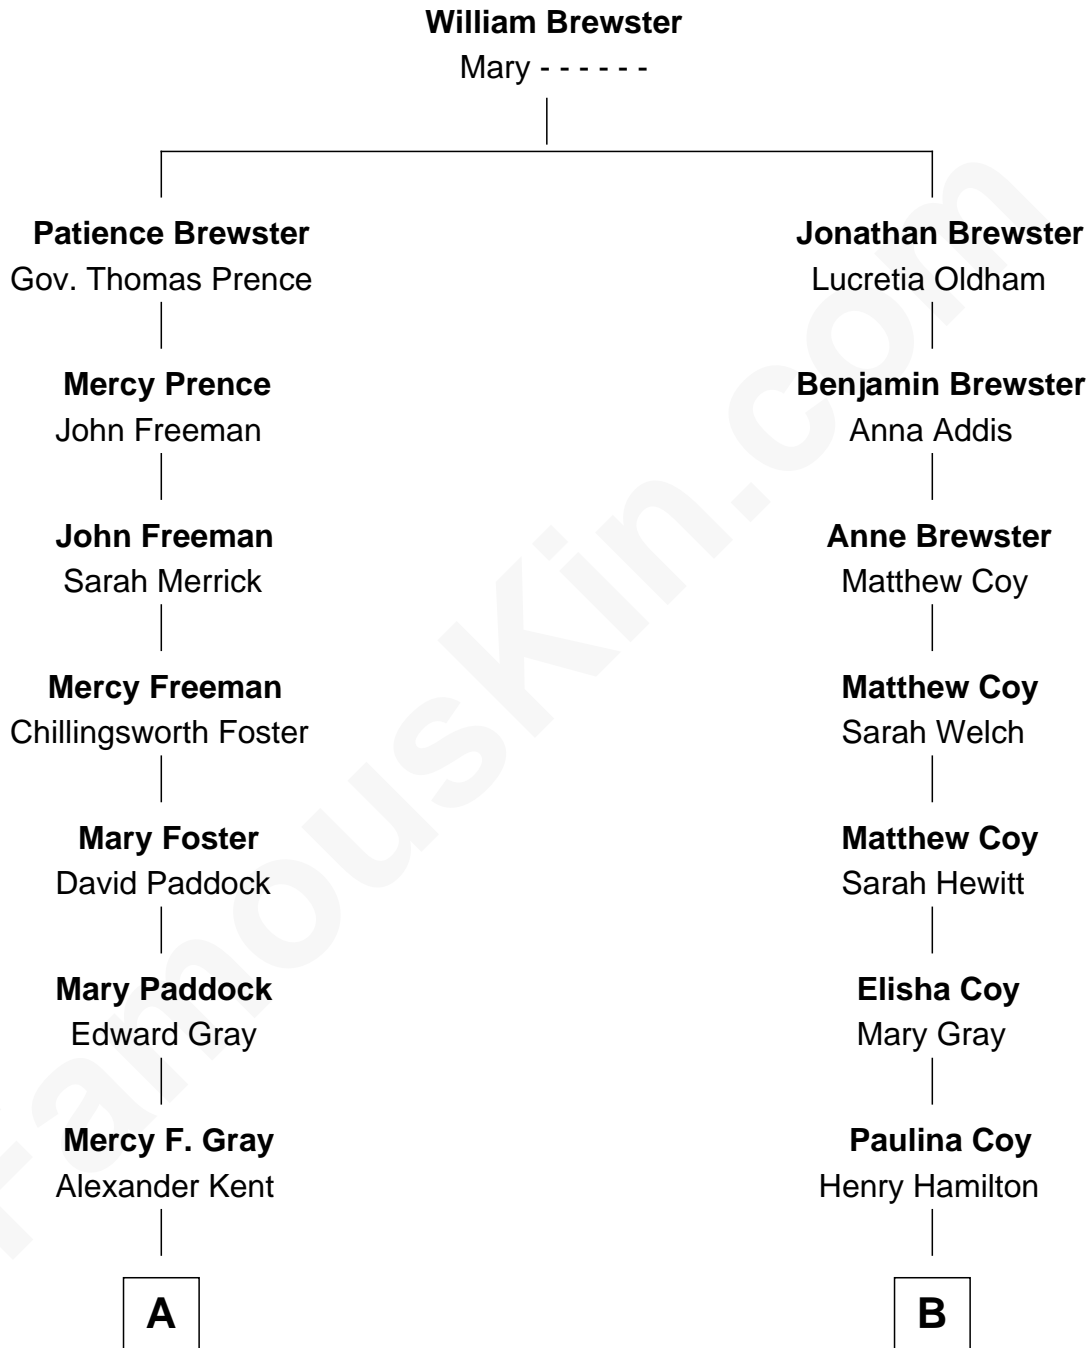 William Brewster
Mary - - - - - -
Patience Brewster
Gov. Thomas Prence
Jonathan Brewster
Lucretia Oldham
Mercy Prence
John Freeman
Benjamin Brewster
Anna Addis
John Freeman
Sarah Merrick
Anne Brewster
Matthew Coy
Mercy Freeman
Chillingsworth Foster
Matthew Coy
Sarah Welch
Mary Foster
David Paddock
Matthew Coy
Sarah Hewitt
Mary Paddock
Edward Gray
Elisha Coy
Mary Gray
Mercy F. Gray
Alexander Kent
Paulina Coy
Henry Hamilton
A
B
FamousKin.com